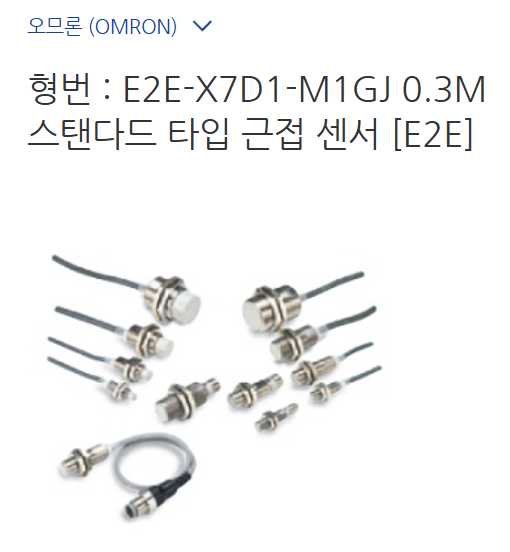 오므론 (OMRON)
형번 : E2E-X7D1-M1GJ 0.3M
스탠다드 타입 근접 센서 [E2E]